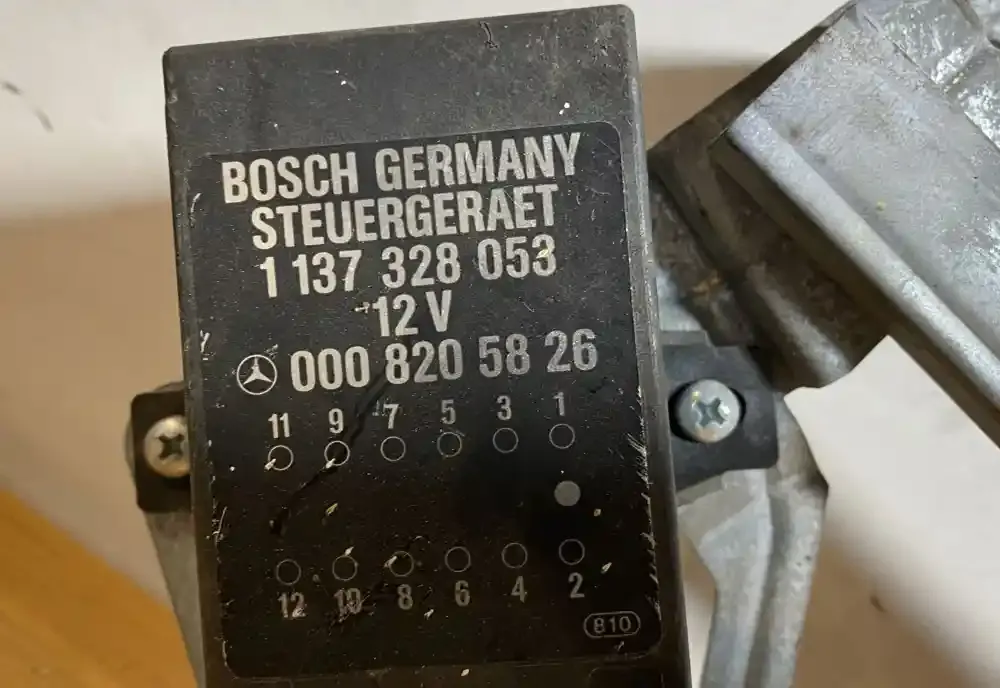 BOSCH GERMANY
STEUERGERAET
1 137 328 053
12 V
000 820 58 26
11 9 7 5 3 1
12 10 8 6 4 2
810